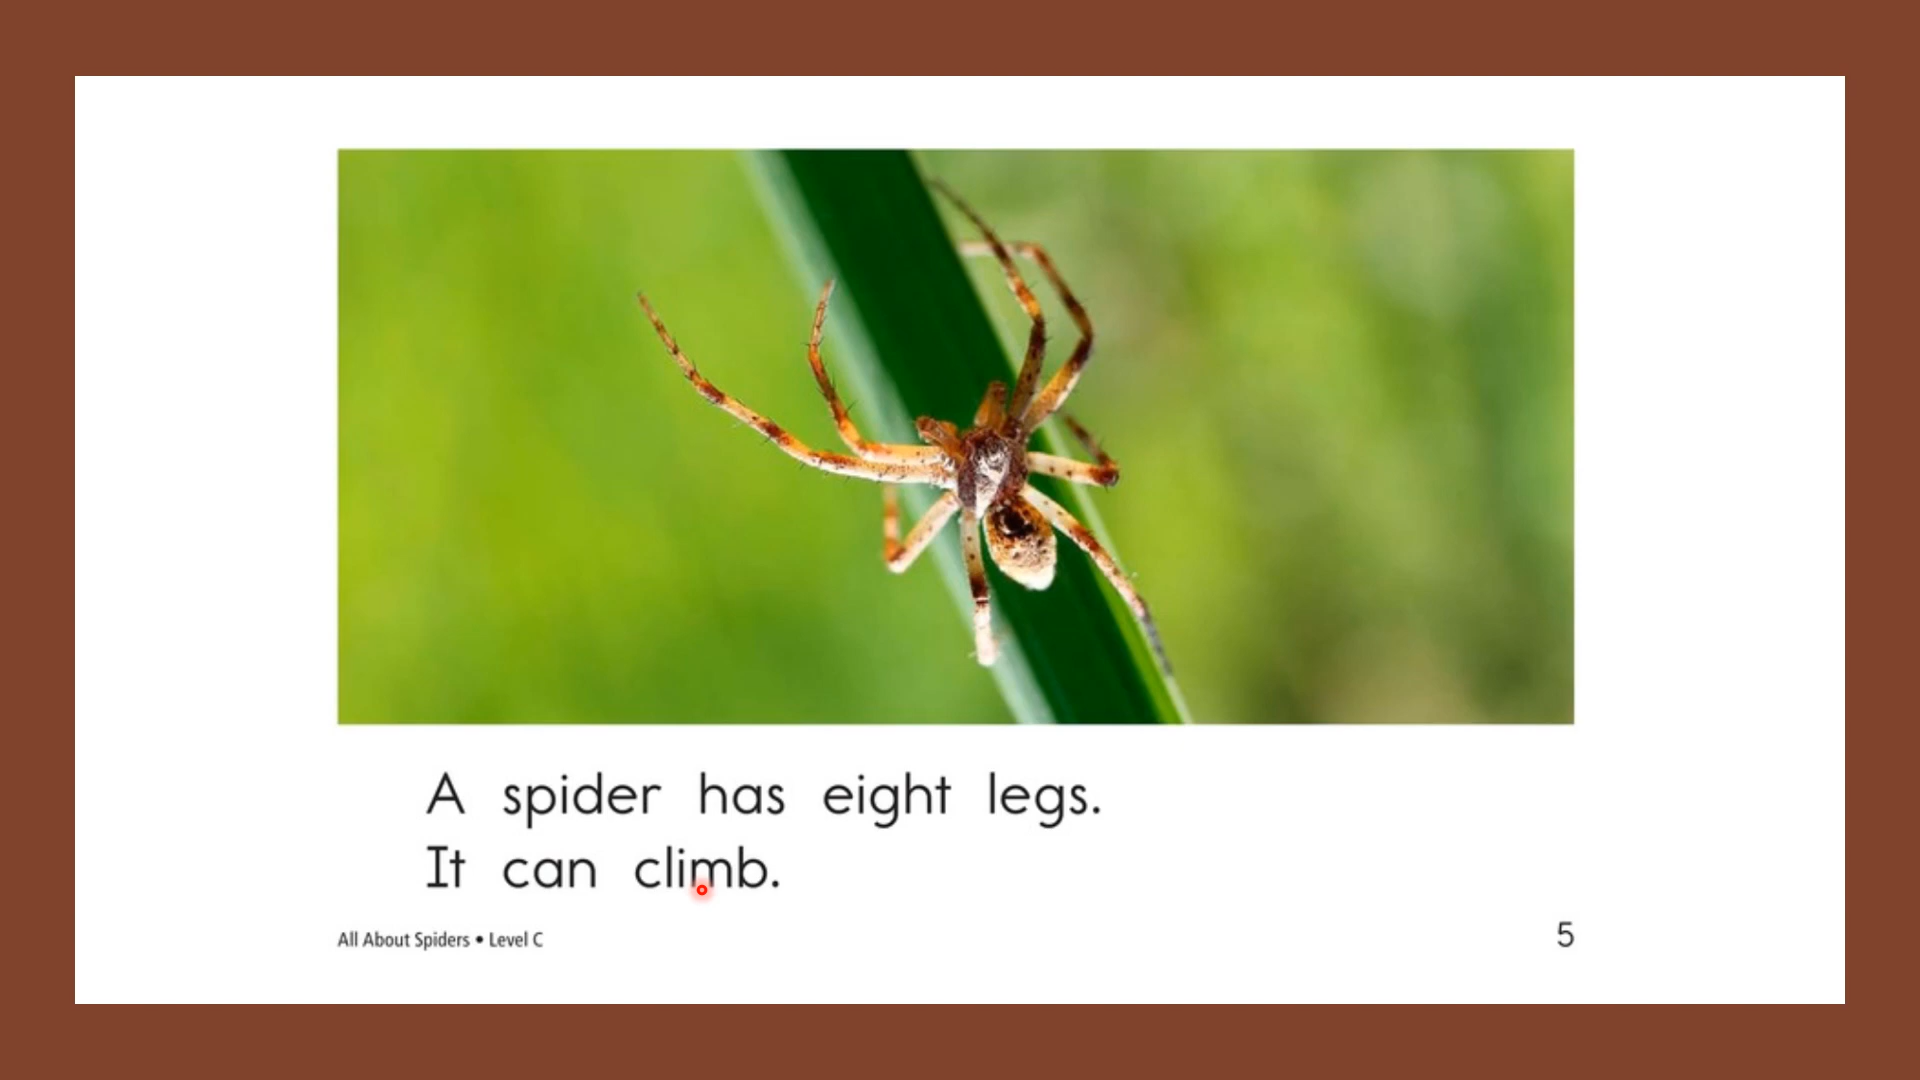 A spider has eight legs.
It can climb.
All About Spiders • Level C
5